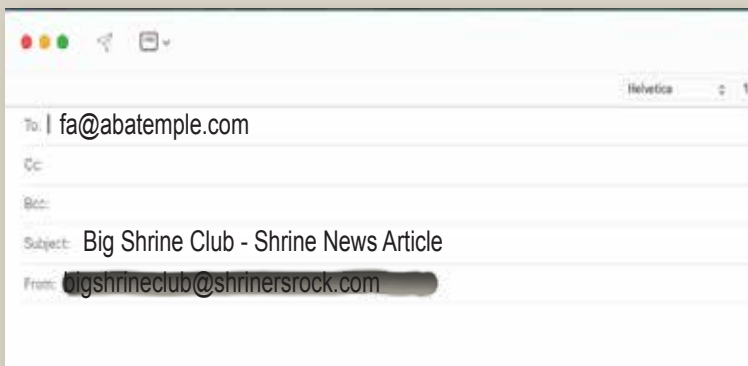 Helvetica
To: fa@abatemple.com
Cc:
Bcc:
Subject: Big Shrine Club - Shrine News Article
From: bigshrineclub@shrinersrock.com